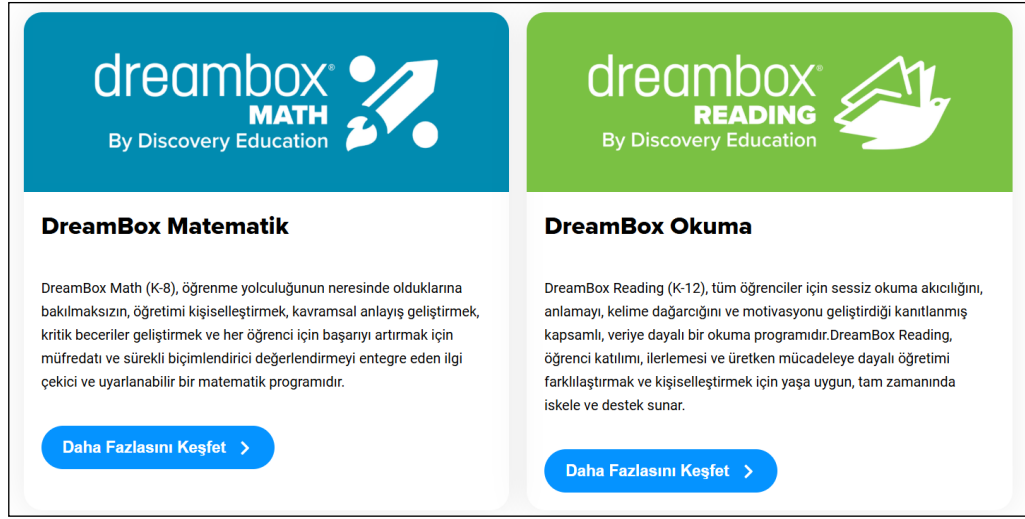 dreambox®
MATH
By Discovery Education
DreamBox Matematik
DreamBox Math (K-8), öğrenme yolculuğunun neresinde olduklarına
bakılmaksızın, öğretimi kişiselleştirmek, kavramsal anlayış geliştirmek,
kritik beceriler geliştirmek ve her öğrenci için başarıyı artırmak için
müfredatı ve sürekli biçimlendirici değerlendirmeyi entegre eden ilgi
çekici ve uyarlanabilir bir matematik programıdır.
Daha Fazlasını Keşfet
dreambox®
READING
By Discovery Education
DreamBox Okuma
DreamBox Reading (K-12), tüm öğrenciler için sessiz okuma akıcılığını,
anlamayı, kelime dağarcığını ve motivasyonu geliştirdiği kanıtlanmış
kapsamlı, veriye dayalı bir okuma programıdır.DreamBox Reading,
öğrenci katılımı, ilerlemesi ve üretken mücadeleye dayalı öğretimi
farklılaştırmak ve kişiselleştirmek için yaşa uygun, tam zamanında
iskele ve destek sunar.
Daha Fazlasını Keşfet